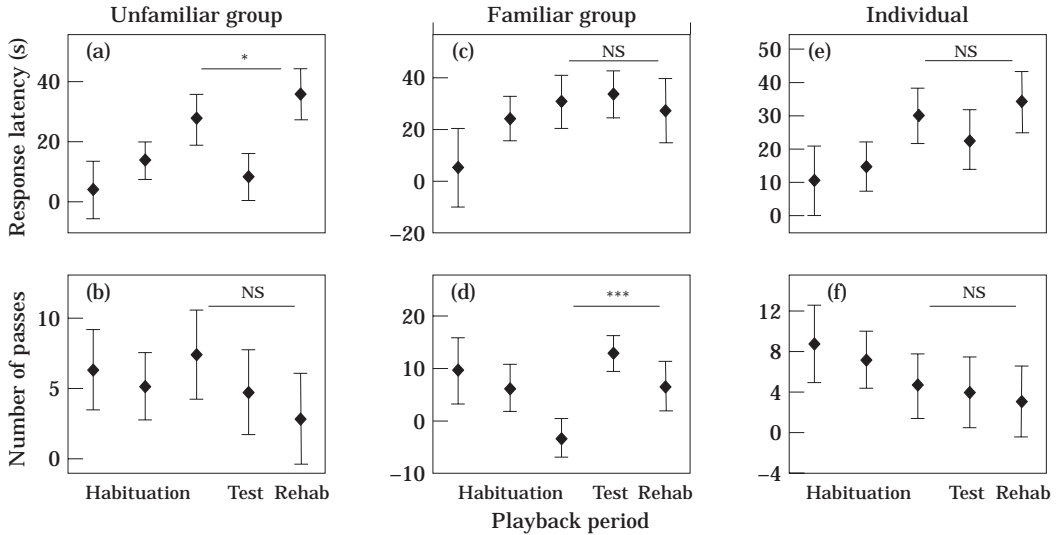 Unfamiliar group
Familiar group
Individual
Response latency (s)
(a)
*
40
20
0
(c)
NS
40
20
0
–20
(e)
NS
50
40
30
20
10
0
Number of passes
(b)
NS
10
5
0
(d)
***
20
10
0
–10
(f)
NS
12
8
4
0
–4
Habituation Test Rehab
Habituation Test Rehab
Habituation Test Rehab
Playback period